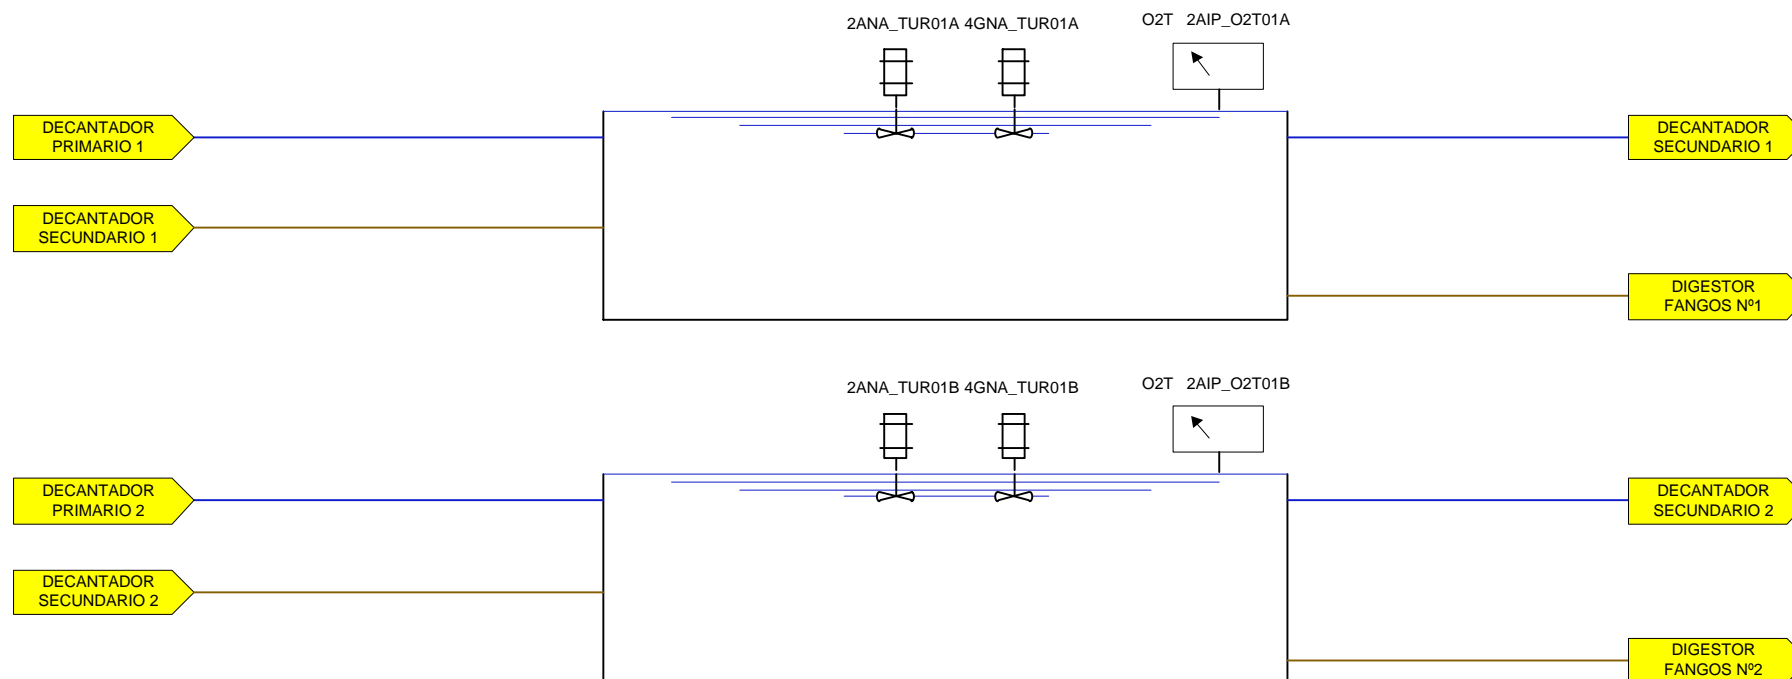 2ANA_TUR01A 4GNA_TUR01A
O2T 2AIP_O2T01A
DECANTADOR
PRIMARIO 1
DECANTADOR
SECUNDARIO 1
DECANTADOR
SECUNDARIO 1
DIGESTOR
FANGOS Nº1
2ANA_TUR01B 4GNA_TUR01B
O2T 2AIP_O2T01B
DECANTADOR
PRIMARIO 2
DECANTADOR
SECUNDARIO 2
DECANTADOR
SECUNDARIO 2
DIGESTOR
FANGOS Nº2